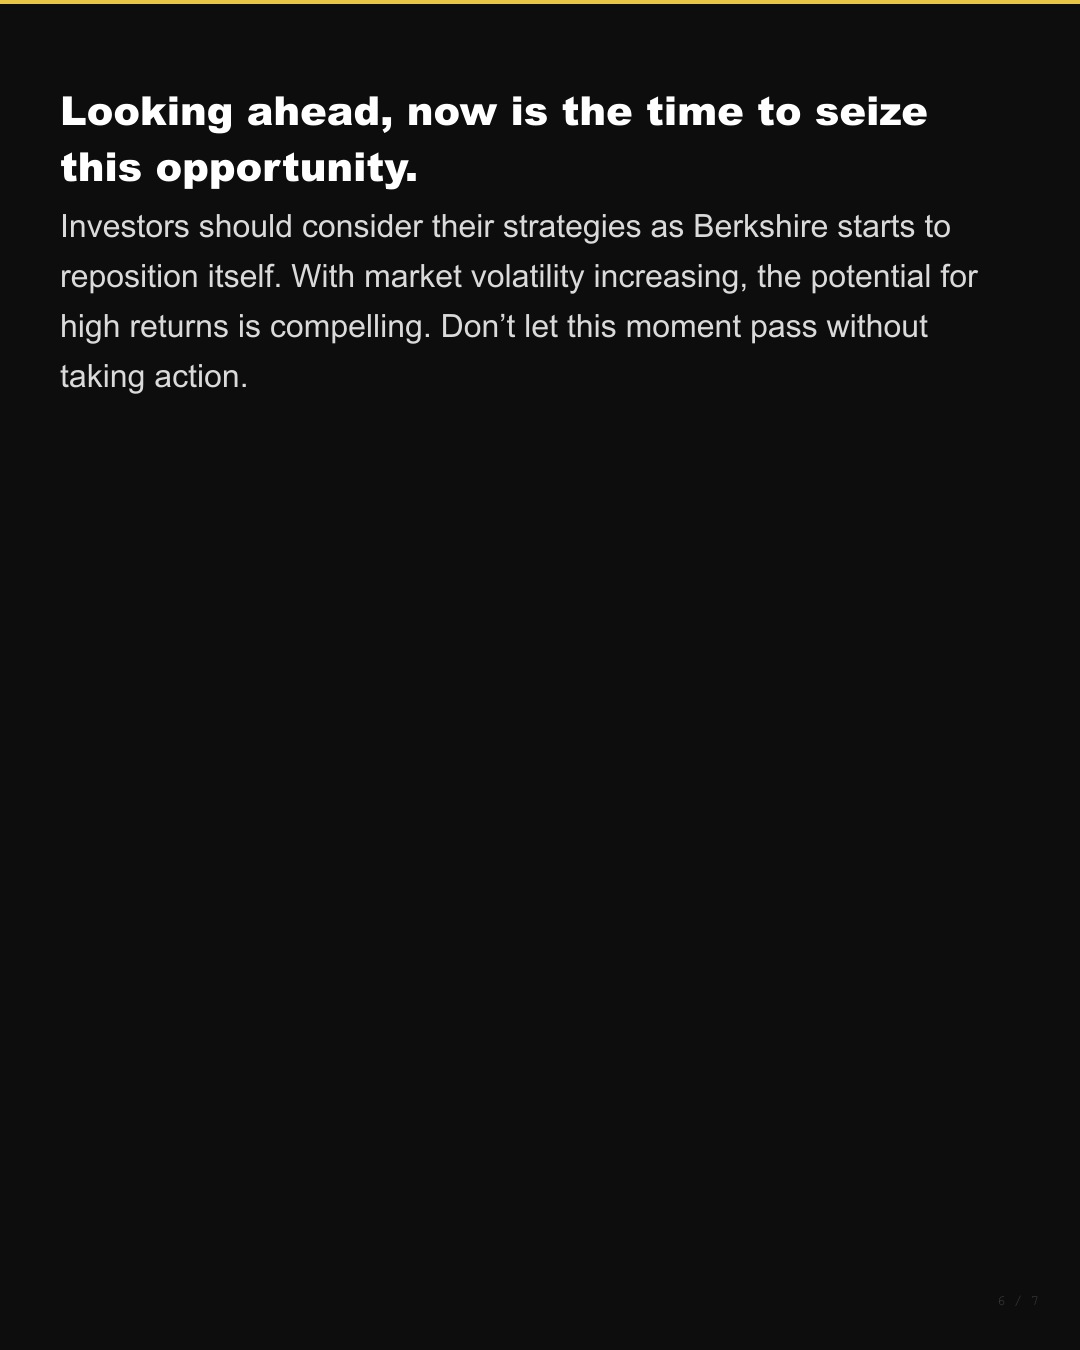 Looking ahead, now is the time to seize
this opportunity.
Investors should consider their strategies as Berkshire starts to
reposition itself. With market volatility increasing, the potential for
high returns is compelling. Don’t let this moment pass without
taking action.
6 / 7